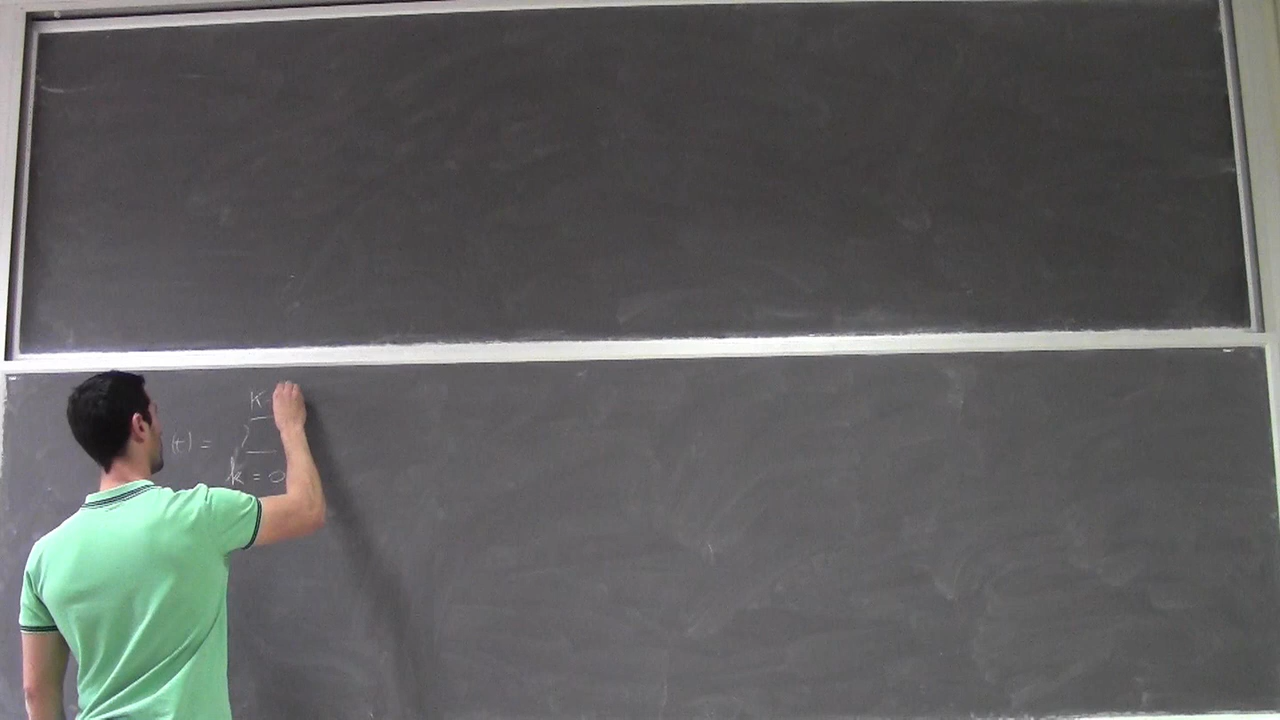 K
(t) = ∑
k = 0